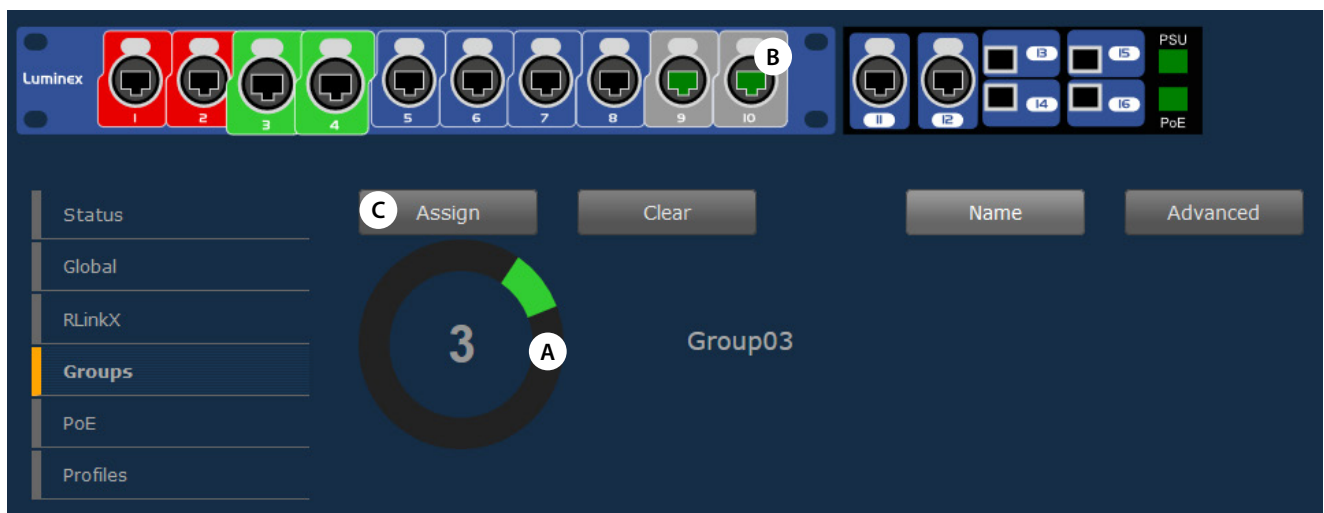 PSU
B
13 15
Luminex
14 16
1 2 3 4 5 6 7 8 9 10 11 12 PoE
Status
C Assign Clear Name Advanced
Global
RLinkX
3 A Group03
Groups
PoE
Profiles